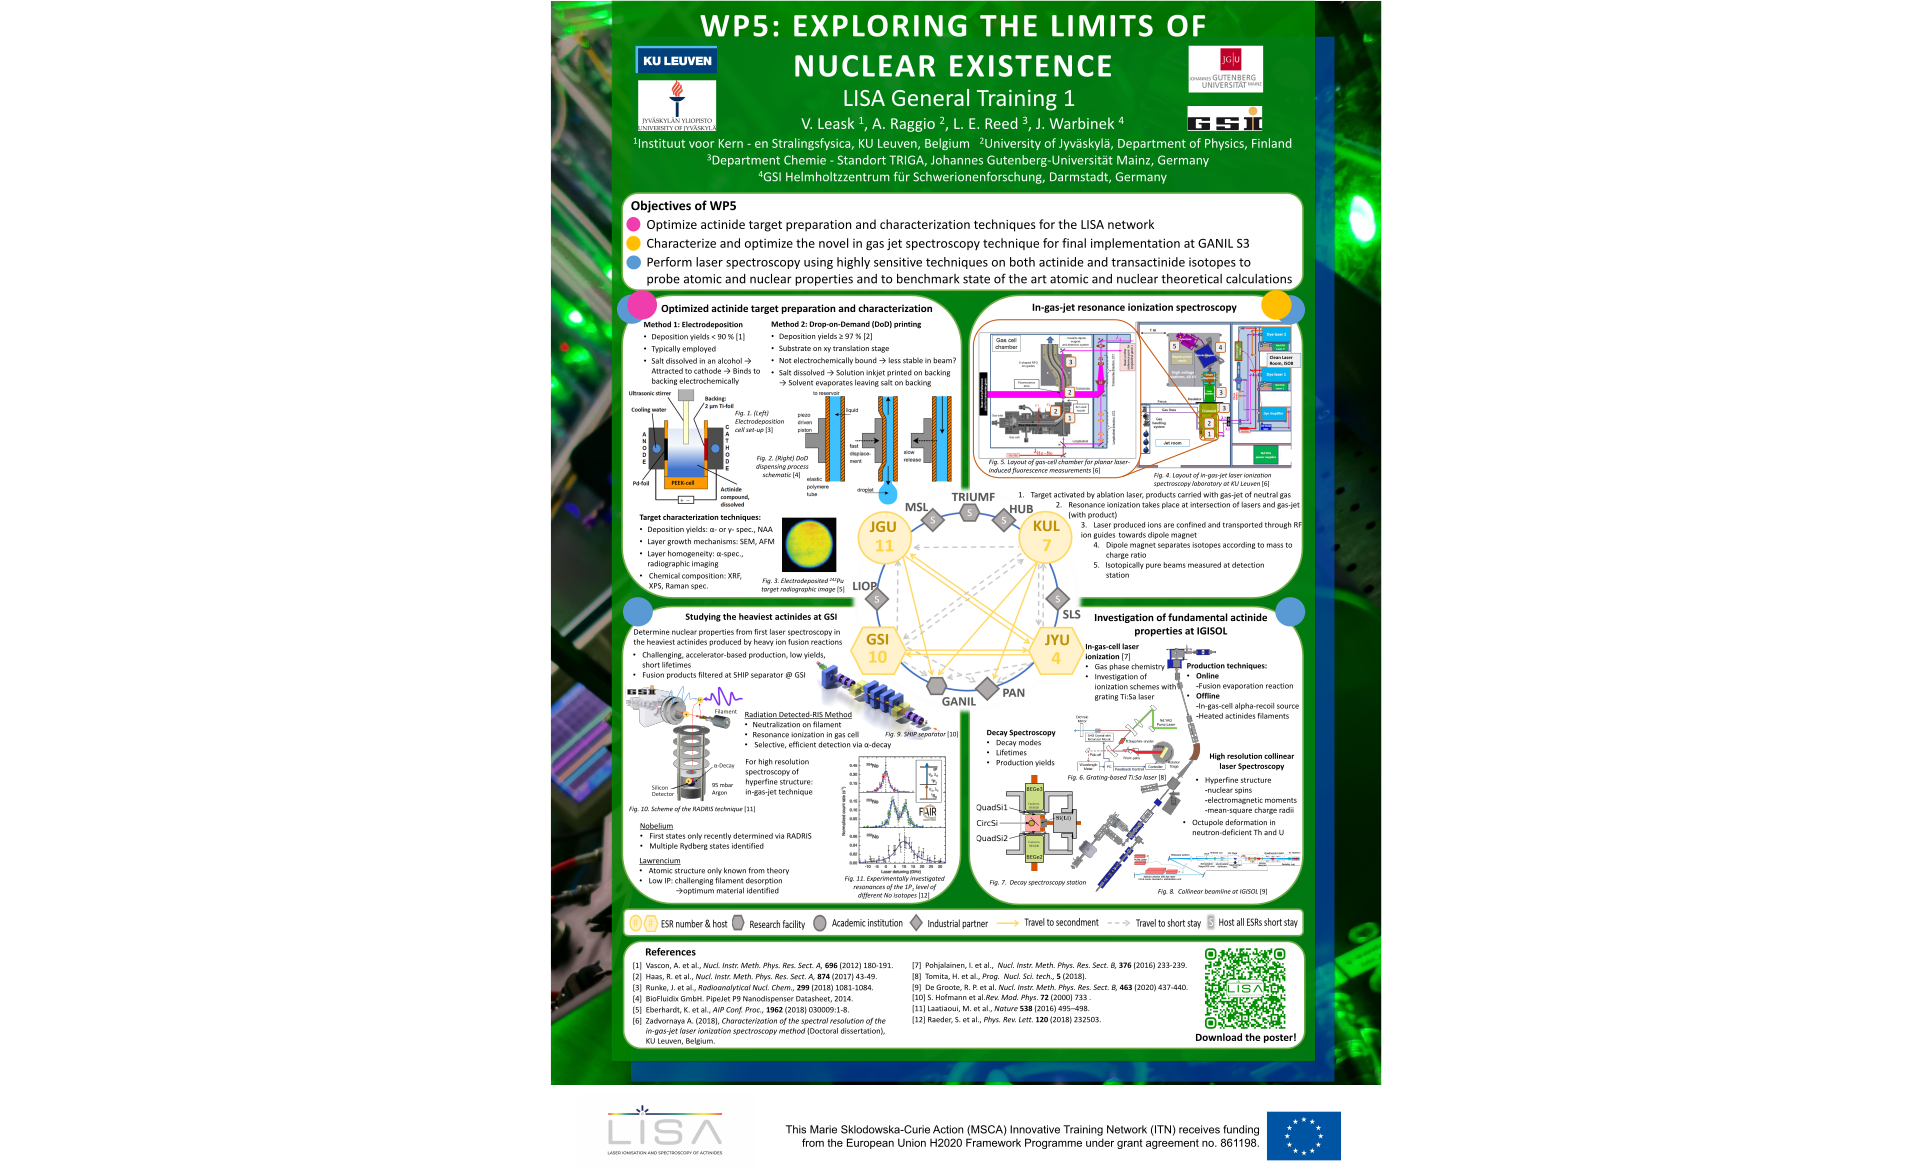 WP5: EXPLORING THE LIMITS OF
NUCLEAR EXISTENCE
LISA General Training 1
V. Leask 1, A. Raggio 2, L. E. Reed 3, J. Warbinek 4
1Instituut voor Kern - en Stralingsfysica, KU Leuven, Belgium 2University of Jyväskylä, Department of Physics, Finland
3Department Chemie - Standort TRIGA, Johannes Gutenberg-Universität Mainz, Germany
4GSI Helmholtzzentrum für Schwerionenforschung, Darmstadt, Germany
KU LEUVEN
JYVÄSKYLÄN YLIOPISTO
UNIVERSITY OF JYVÄSKYLÄ
JG|U
JOHANNES GUTENBERG
UNIVERSITÄT MAINZ
GSI
Objectives of WP5
Optimize actinide target preparation and characterization techniques for the LISA network
Characterize and optimize the novel in gas jet spectroscopy technique for final implementation at GANIL S3
Perform laser spectroscopy using highly sensitive techniques on both actinide and transactinide isotopes to
probe atomic and nuclear properties and to benchmark state of the art atomic and nuclear theoretical calculations
Optimized actinide target preparation and characterization
Method 1: Electrodeposition
• Deposition yields < 90 % [1]
• Typically employed
• Salt dissolved in an alcohol →
Attracted to cathode → Binds to
backing electrochemically
Method 2: Drop-on-Demand (DoD) printing
• Deposition yields ≥ 97 % [2]
• Substrate on xy translation stage
• Not electrochemically bound → less stable in beam?
• Salt dissolved → Solution inkjet printed on backing
→ Solvent evaporates leaving salt on backing
Ultrasonic stirrer
Cooling water
Backing:
2 μm Ti-foil
ANODE
CATHODE
Pd-foil
PEEK-cell
Actinide
compound,
dissolved
Fig. 1. (Left)
Electrodeposition
cell set-up [3]
Fig. 2. (Right) DoD
dispensing process
schematic [4]
to reservoir
liquid
piezo
driven
piston
fast
displace-
ment
slow
release
elastic
polymere
tube
droplet
Target characterization techniques:
• Deposition yields: α- or γ- spec., NAA
• Layer growth mechanisms: SEM, AFM
• Layer homogeneity: α-spec.,
radiographic imaging
• Chemical composition: XRF,
XPS, Raman spec.
Fig. 3. Electrodeposited Pu
target radiographic image [5]
In-gas-jet resonance ionization spectroscopy
Gas cell
chamber
Clean Laser
Room, ISOB
Jet room
Fig. 5. Layout of gas-cell chamber for planar laser-
induced fluorescence measurements [6]
Fig. 4. Layout of in-gas-jet laser ionization
spectroscopy laboratory at KU Leuven [6]
1. Target activated by ablation laser, products carried with gas-jet of neutral gas
2. Resonance ionization takes place at intersection of lasers and gas-jet
(with product)
3. Laser produced ions are confined and transported through RF
ion guides towards dipole magnet
4. Dipole magnet separates isotopes according to mass to
charge ratio
5. Isotopically pure beams measured at detection
station
MSL
TRIUMF
HUB
JGU
11
KUL
7
LIOP
SLS
GSI
10
JYU
4
GANIL
PAN
Studying the heaviest actinides at GSI
Determine nuclear properties from first laser spectroscopy in
the heaviest actinides produced by heavy ion fusion reactions
• Challenging, accelerator-based production, low yields,
short lifetimes
• Fusion products filtered at SHIP separator @ GSI
GSI
Filament
α-Decay
Silicon
Detector
95 mbar
Argon
Fig. 10. Scheme of the RADRIS technique [11]
Radiation Detected-RIS Method
• Neutralization on filament
• Resonance ionization in gas cell
• Selective, efficient detection via α-decay
Fig. 9. SHIP separator [10]
For high resolution
spectroscopy of
hyperfine structure:
in-gas-jet technique
Nobelium
• First states only recently determined via RADRIS
• Multiple Rydberg states identified
Lawrencium
• Atomic structure only known from theory
• Low IP: challenging filament desorption
→optimum material identified
FAIR
Laser detuning (GHz)
Fig. 11. Experimentally investigated
resonances of the 1P1 level of
different No isotopes [12]
Investigation of fundamental actinide
properties at IGISOL
In-gas-cell laser
ionization [7]
• Gas phase chemistry
• Investigation of
ionization schemes with
grating Ti:Sa laser
Production techniques:
• Online
-Fusion evaporation reaction
• Offline
-In-gas-cell alpha-recoil source
-Heated actinides filaments
Fig. 6. Grating-based Ti:Sa laser [8]
Decay Spectroscopy
• Decay modes
• Lifetimes
• Production yields
BEGe3
QuadSi1
CircSi
QuadSi2
Si(Li)
BEGe2
Fig. 7. Decay spectroscopy station
High resolution collinear
laser Spectroscopy
• Hyperfine structure
-nuclear spins
-electromagnetic moments
-mean-square charge radii
• Octupole deformation in
neutron-deficient Th and U
Fig. 8. Collinear beamline at IGISOL [9]
# # ESR number & host
Research facility
Academic institution
Industrial partner
Travel to secondment
Travel to short stay
S Host all ESRs short stay
References
[1] Vascon, A. et al., Nucl. Instr. Meth. Phys. Res. Sect. A, 696 (2012) 180-191.
[2] Haas, R. et al., Nucl. Instr. Meth. Phys. Res. Sect. A, 874 (2017) 43-49.
[3] Runke, J. et al., Radioanalytical Nucl. Chem., 299 (2018) 1081-1084.
[4] BioFluidix GmbH. PipeJet P9 Nanodispenser Datasheet, 2014.
[5] Eberhardt, K. et al., AIP Conf. Proc., 1962 (2018) 030009:1-8.
[6] Zadvornaya A. (2018), Characterization of the spectral resolution of the
in-gas-jet laser ionization spectroscopy method (Doctoral dissertation),
KU Leuven, Belgium.
[7] Pohjalainen, I. et al., Nucl. Instr. Meth. Phys. Res. Sect. B, 376 (2016) 233-239.
[8] Tomita, H. et al., Prog. Nucl. Sci. tech., 5 (2018).
[9] De Groote, R. P. et al. Nucl. Instr. Meth. Phys. Res. Sect. B, 463 (2020) 437-440.
[10] S. Hofmann et al.Rev. Mod. Phys. 72 (2000) 733 .
[11] Laatiaoui, M. et al., Nature 538 (2016) 495–498.
[12] Raeder, S. et al., Phys. Rev. Lett. 120 (2018) 232503.
LISA
Download the poster!
LISA
LASER IONISATION AND SPECTROSCOPY OF ACTINIDES
This Marie Sklodowska-Curie Action (MSCA) Innovative Training Network (ITN) receives funding
from the European Union H2020 Framework Programme under grant agreement no. 861198.